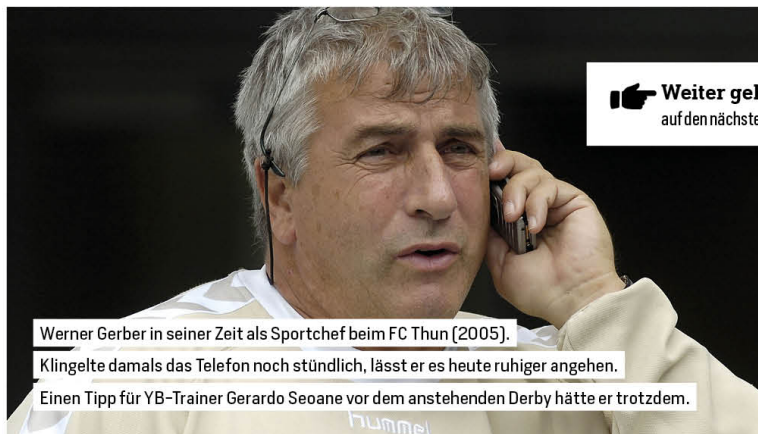 Weiter
auf den nächste
Werner Gerber in seiner Zeit als Sportchef beim FC Thun (2005).
Klingelte damals das Telefon noch stündlich, lässt er es heute ruhiger angehen.
Einen Tipp für YB-Trainer Gerardo Seoane vor dem anstehenden Derby hätte er trotzdem.
hummel